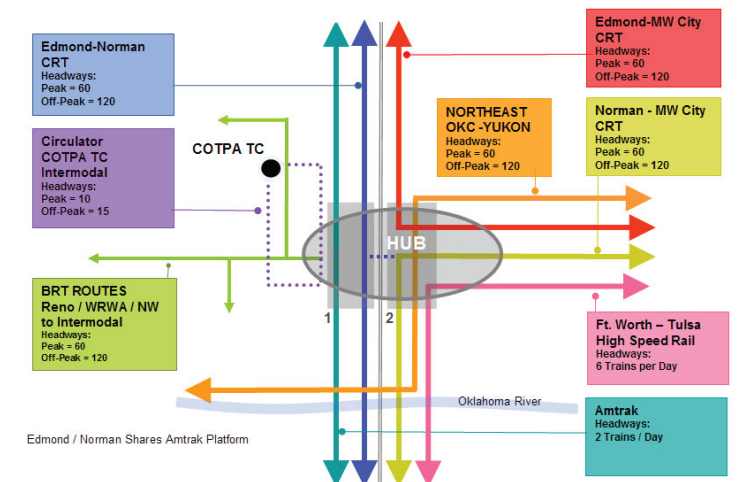 Edmond-Norman
CRT
Headways:
Peak = 60
Off-Peak = 120
Circulator
COTPA TC
Intermodal
Headways:
Peak = 10
Off-Peak = 15
BRT ROUTES
Reno / WRWA / NW
to Intermodal
Headways:
Peak = 60
Off-Peak = 120
COTPA TC
HUB
1
2
Edmond-MW City
CRT
Headways:
Peak = 60
Off-Peak = 120
NORTHEAST
OKC -YUKON
Headways:
Peak = 60
Off-Peak = 120
Norman - MW City
CRT
Headways:
Peak = 60
Off-Peak = 120
Ft. Worth – Tulsa
High Speed Rail
Headways:
6 Trains per Day
Oklahoma River
Amtrak
Headways:
2 Trains / Day
Edmond / Norman Shares Amtrak Platform